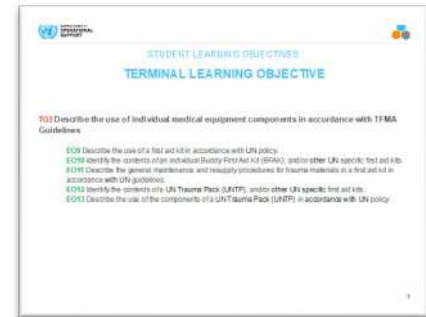 OPERATIONAL
SUPPORT
STUDENT LEARNING OBJECTIVES
TERMINAL LEARNING OBJECTIVE
TO3 Describe the use of individual medical equipment components in accordance with TFMA
Guidelines
EO9 Describe the use of a first aid kit in accordance with UN policy.
EO10 Identify the contents of an individual Buddy First Aid Kit (BFAK), and/or other UN specific first aid kits.
EO11 Describe the general maintenance and resupply procedures for trauma materials in a first aid kit in
accordance with UN guidelines.
EO12 Identify the contents of a UN Trauma Pack (UNTP), and/or other UN specific first aid kits.
EO13 Describe the use of the components of a UN Trauma Pack (UNTP) in accordance with UN policy